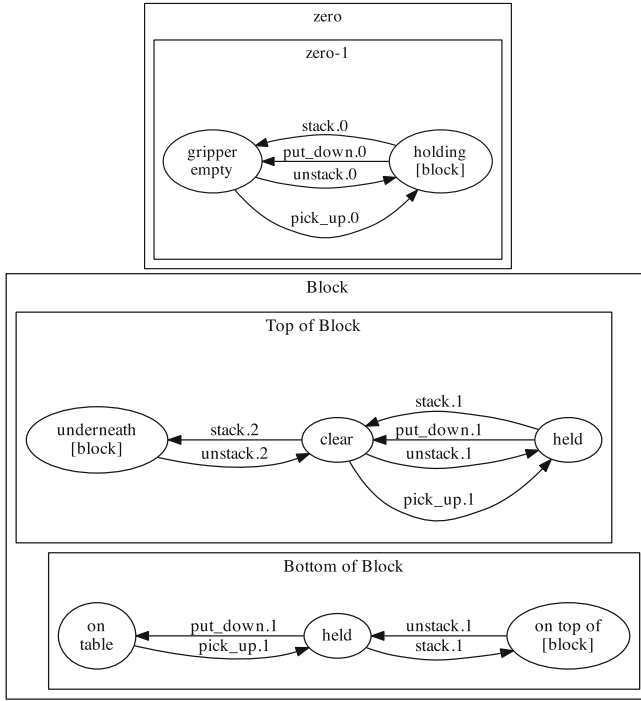 zero
zero-1
stack.0
gripper
empty
put_down.0
holding
[block]
unstack.0
pick_up.0
Block
Top of Block
stack.1
underneath
[block]
stack.2
clear
put_down.1
held
unstack.2
unstack.1
pick_up.1
Bottom of Block
on
table
put_down.1
pick_up.1
held
unstack.1
stack.1
on top of
[block]